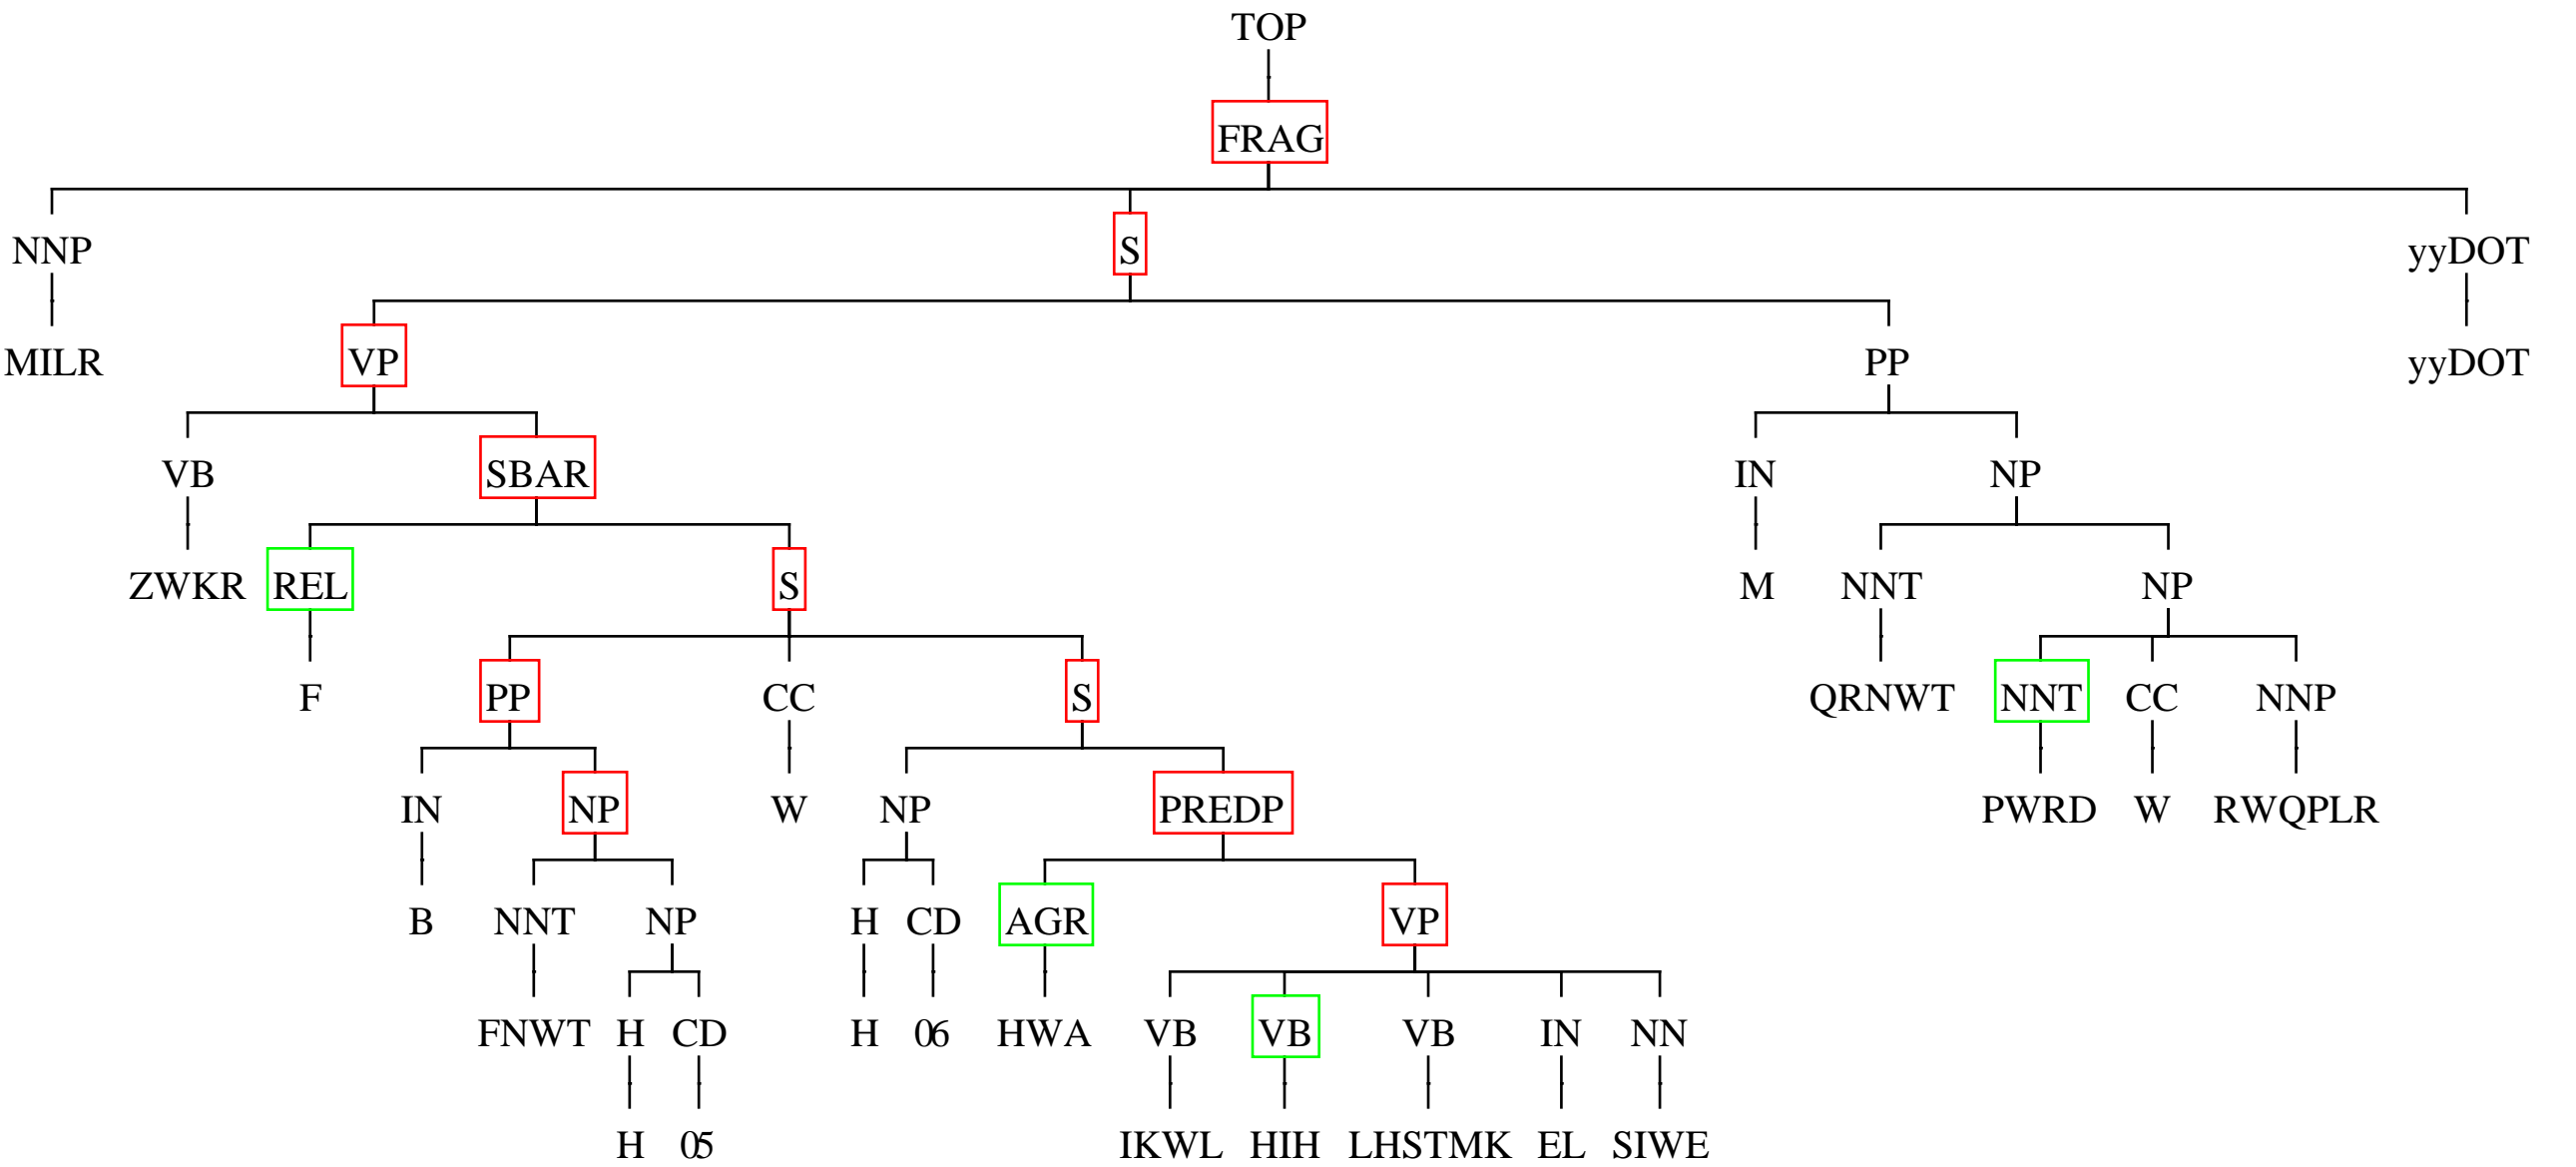 TOP
FRAG
NNP S yyDOT
MILR VP PP yyDOT
VB SBAR IN NP
ZWKR REL S M NNT NP
F PP CC S QRNWT NNT CC NNP
IN NP W NP PREDP PWRD W RWQPLR
B NNT NP H CD AGR VP
FNWT H CD H 06 HWA VB VB VB IN NN
H 05 IKWL HIH LHSTMK EL SIWE